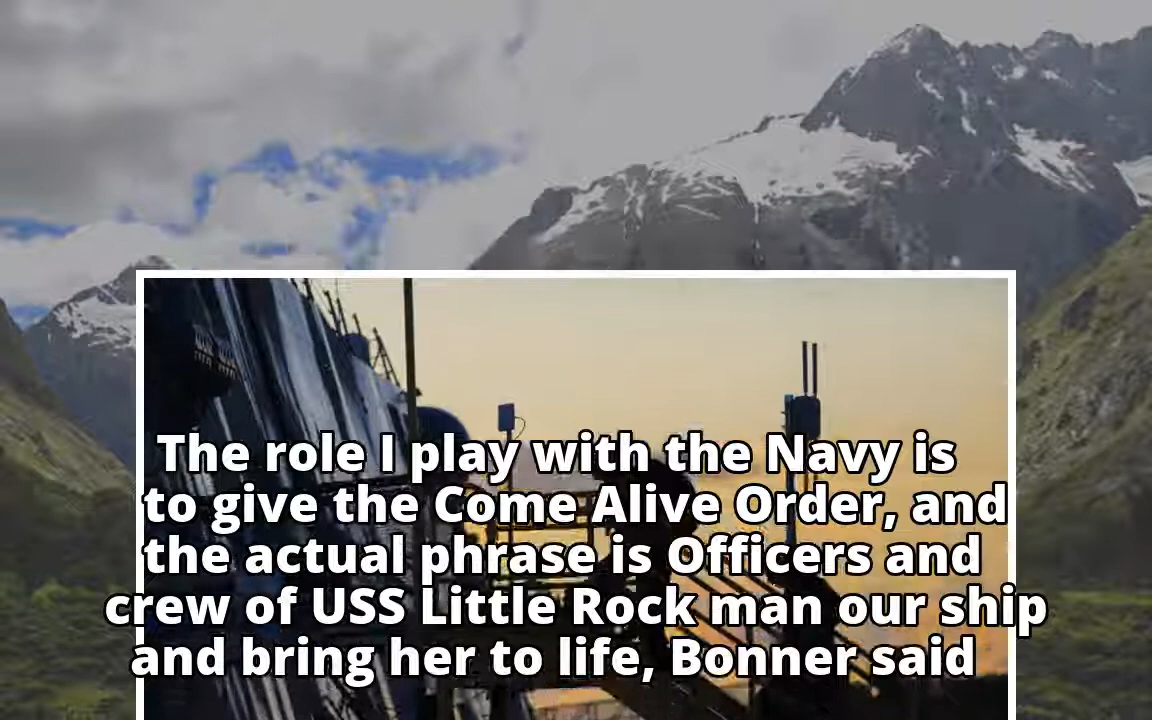 The role I play with the Navy is
to give the Come Alive Order, and
the actual phrase is Officers and
crew of USS Little Rock man our ship
and bring her to life, Bonner said